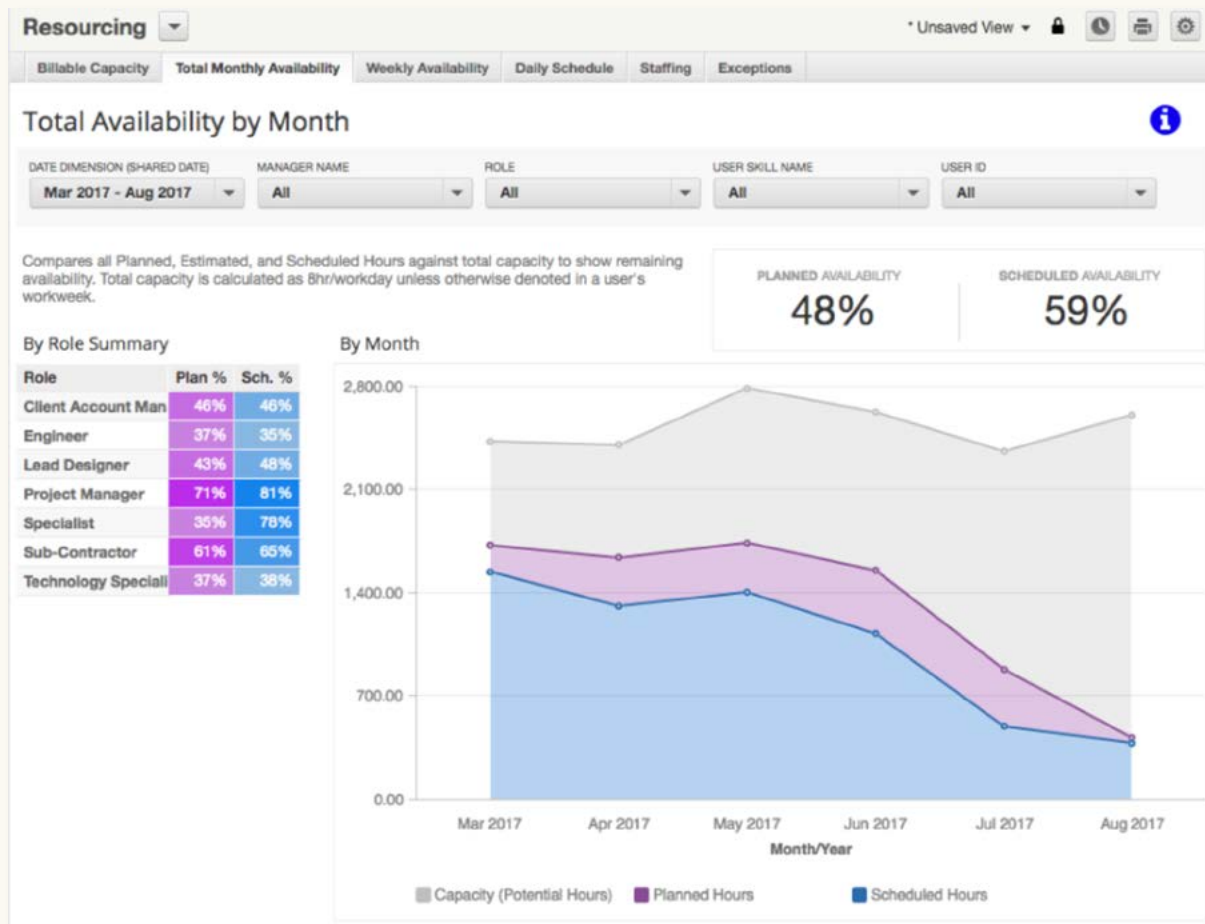 Resourcing
* Unsaved View
Billable Capacity Total Monthly Availability Weekly Availability Daily Schedule Staffing Exceptions
Total Availability by Month
DATE DIMENSION (SHARED DATE) MANAGER NAME ROLE USER SKILL NAME USER ID
Mar 2017 - Aug 2017 All All All All
Compares all Planned, Estimated, and Scheduled Hours against total capacity to show remaining
availability. Total capacity is calculated as 8hr/workday unless otherwise denoted in a user's
workweek.
PLANNED AVAILABILITY SCHEDULED AVAILABILITY
48% 59%
By Role Summary
Role Plan % Sch. %
Client Account Man 46% 46%
Engineer 37% 35%
Lead Designer 43% 48%
Project Manager 71% 81%
Specialist 35% 78%
Sub-Contractor 61% 65%
Technology Speciali 37% 38%
By Month
2,800.00
2,100.00
1,400.00
700.00
0.00
Mar 2017 Apr 2017 May 2017 Jun 2017 Jul 2017 Aug 2017
Month/Year
Capacity (Potential Hours) Planned Hours Scheduled Hours